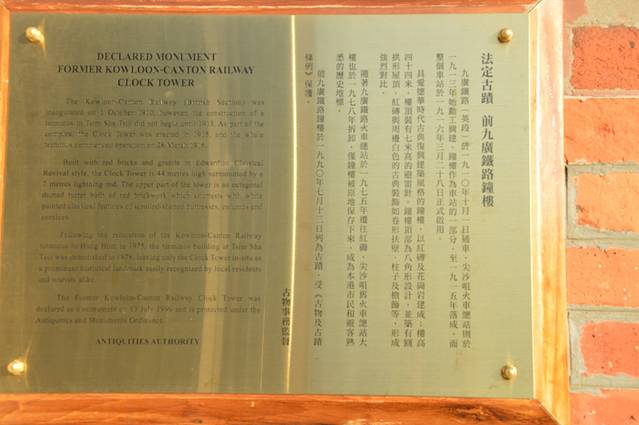 DECLARED MONUMENT
FORMER KOWLOON-CANTON RAILWAY
CLOCK TOWER
The Kowloon-Canton Railway (British Section) was
inaugurated on 1 October 1910, however, the construction of a
terminus in Tsim Sha Tsui did not begin until 1913. As part of the
complex, the Clock Tower was erected in 1915, and the whole
terminus commenced operation on 28 March 1916.
Built with red bricks and granite in Edwardian Classical
Revival style, the Clock Tower is 44 metres high surmounted by a
7 metres lightning rod. The upper part of the tower is an octagonal
domed turret built of red brickwork which contrasts with white
painted classical features of scrolled-shaped buttresses, columns and
cornices.
Following the relocation of the Kowloon-Canton Railway
terminus to Hung Hom in 1975, the terminus building at Tsim Sha
Tsui was demolished in 1978, leaving only the Clock Tower in-situ as
a prominent historical landmark easily recognized by local residents
and tourists alike.
The Former Kowloon-Canton Railway Clock Tower was
declared as a monument on 13 July 1990 and is protected under the
Antiquities and Monuments Ordinance.
ANTIQUITIES AUTHORITY
法定古蹟 前九廣鐵路鐘樓
九廣鐵路（英段）於一九一〇年十月一日通車，尖沙咀火車總站則於
一九一三年始動工興建。鐘樓作為車站的一部分，至一九一五年落成，而
整個車站於一九一六年三月二十八日正式啟用。
具愛德華時代古典復興建築風格的鐘樓，以紅磚及花崗岩建成；樓高
四十四米，樓頂裝有七米高的避雷針。鐘樓頂部為八角形設計，並築有圓
拱形屋頂，紅磚與周邊白色的古典裝飾如卷形扶壁、柱子及檐飾等，形成
強烈對比。
隨著九廣鐵路火車總站於一九七五年遷往紅磡，尖沙咀舊火車總站大
樓也於一九七八年拆卸，僅鐘樓被原地保存下來，成為本港市民和遊客熟
悉的歷史地標。
前九廣鐵路鐘樓於一九九〇年七月十三日列為古蹟，受《古物及古蹟
條例》保護。
古物事務監督